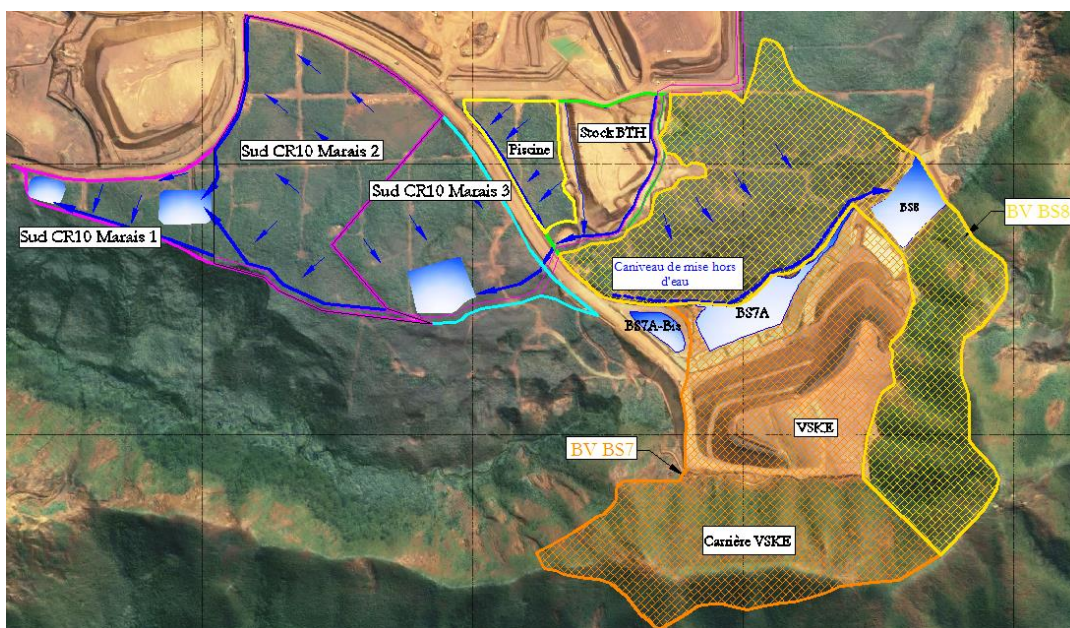 Stock BTH
Sud CR10 Marais 2
Piscine
Sud CR10 Marais 3
BS8
BV BS8
Sud CR10 Marais 1
Caniveau de mise hors
d'eau
BS7A
BS7A-Bis
VSKE
BV BS7
Carrière VSKE